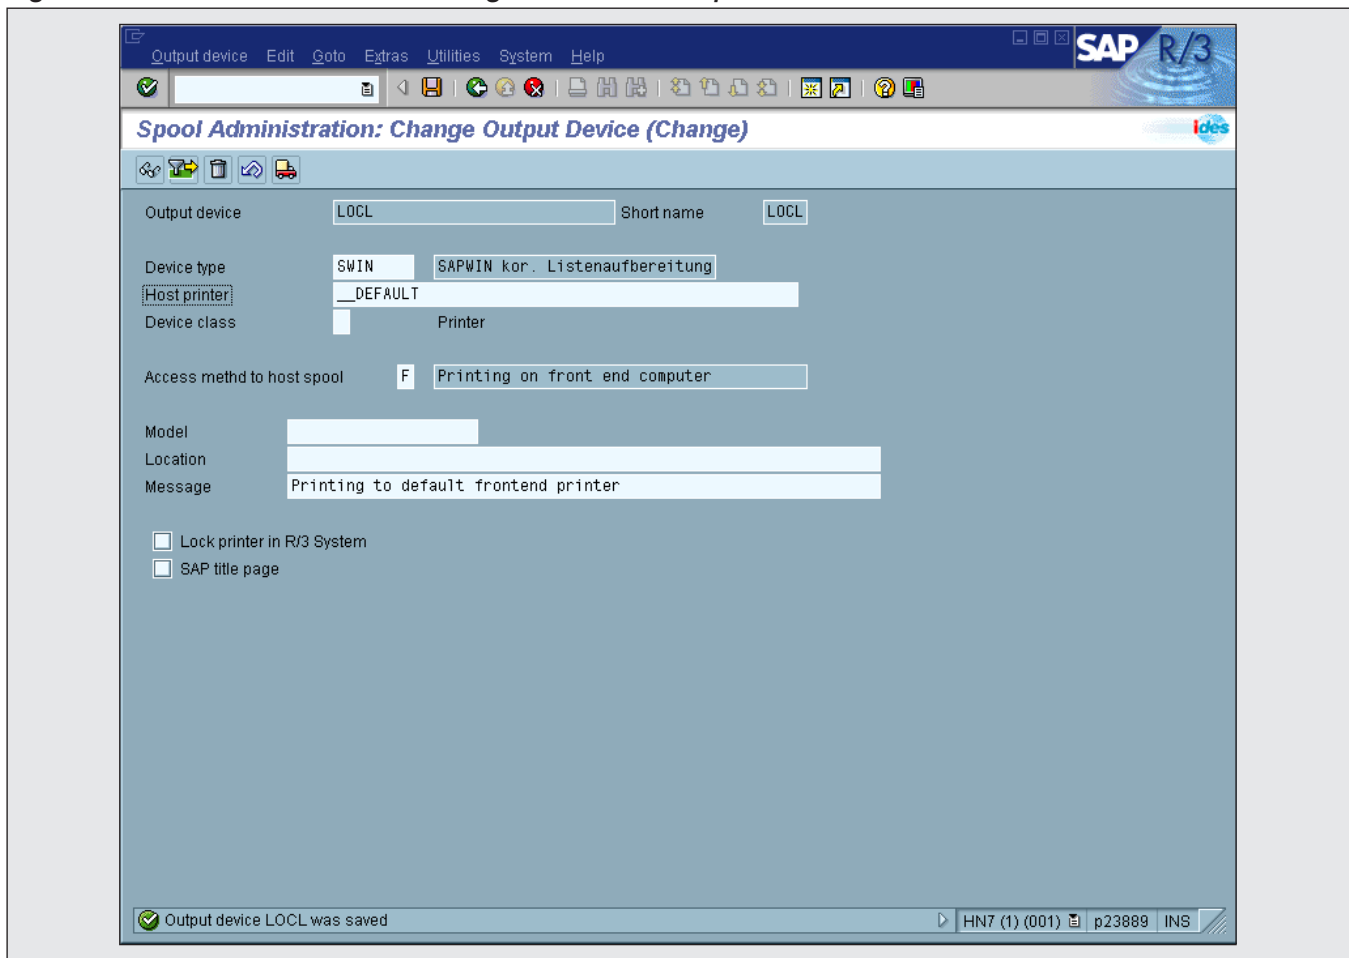 Output device Edit Goto Extras Utilities System Help
SAP R/3
Spool Administration: Change Output Device (Change)
ides
Output device LOCL Short name LOCL
Device type SWIN SAPWIN kor. Listenaufbereitung
Host printer __DEFAULT
Device class Printer
Access methd to host spool F Printing on front end computer
Model
Location
Message Printing to default frontend printer
Lock printer in R/3 System
SAP title page
Output device LOCL was saved HN7 (1) (001) p23889 INS